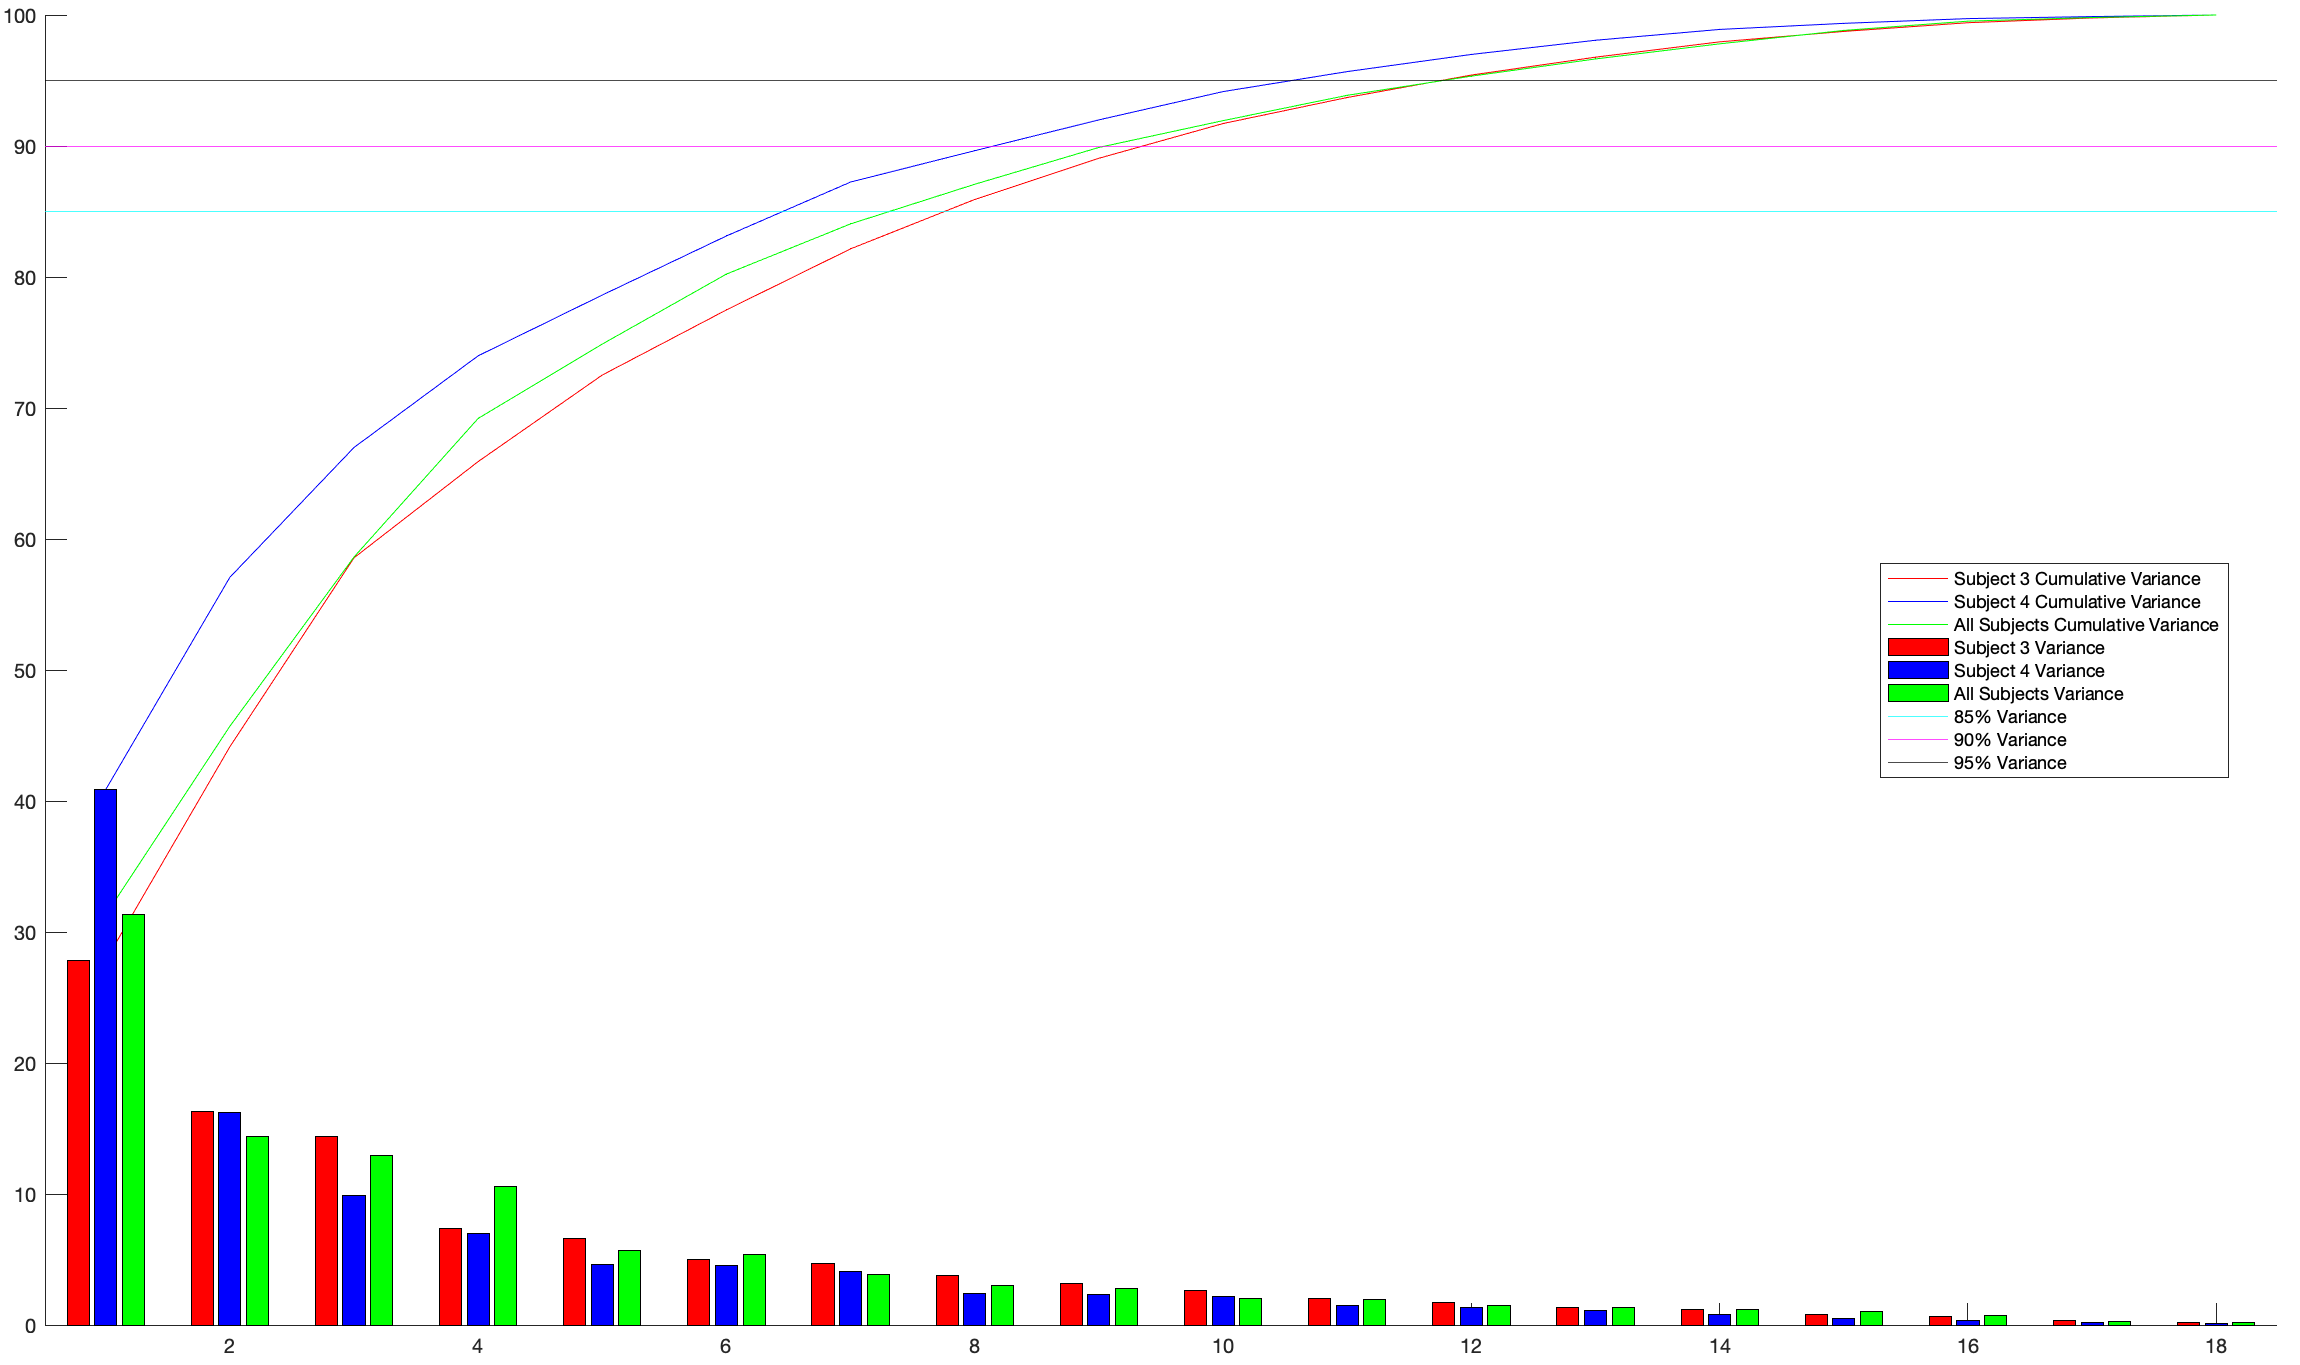 100
90
80
70
60
50
40
30
20
10
0
2 4 6 8 10 12 14 16 18
Subject 3 Cumulative Variance
Subject 4 Cumulative Variance
All Subjects Cumulative Variance
Subject 3 Variance
Subject 4 Variance
All Subjects Variance
85% Variance
90% Variance
95% Variance